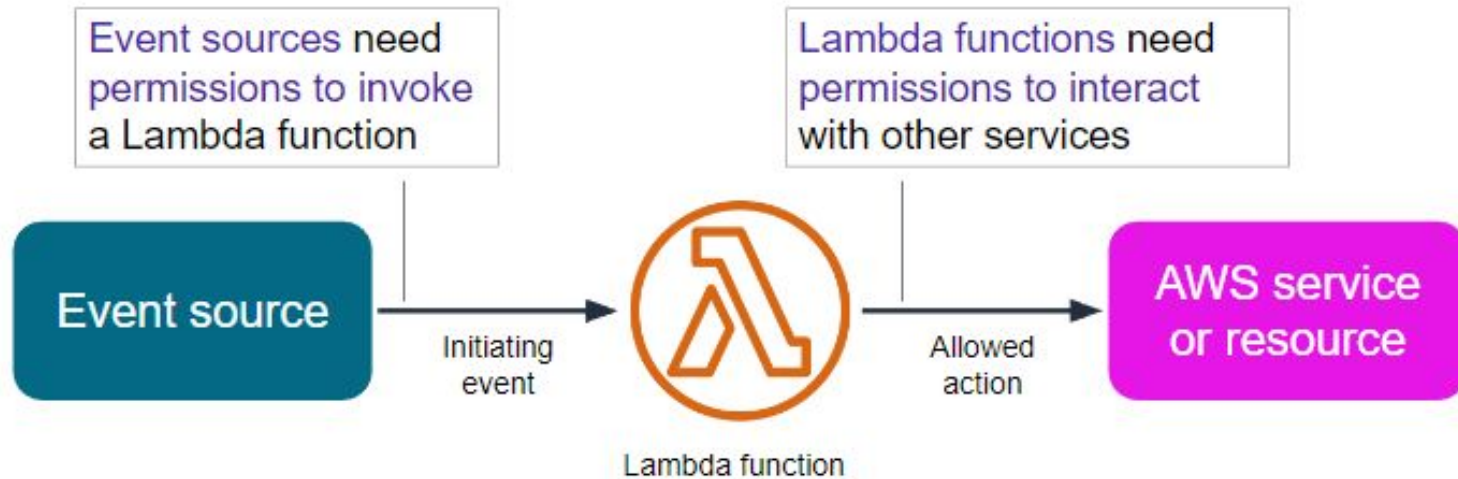 Event sources need
permissions to invoke
a Lambda function
Lambda functions need
permissions to interact
with other services
Event source
Initiating
event
Lambda function
Allowed
action
AWS service
or resource